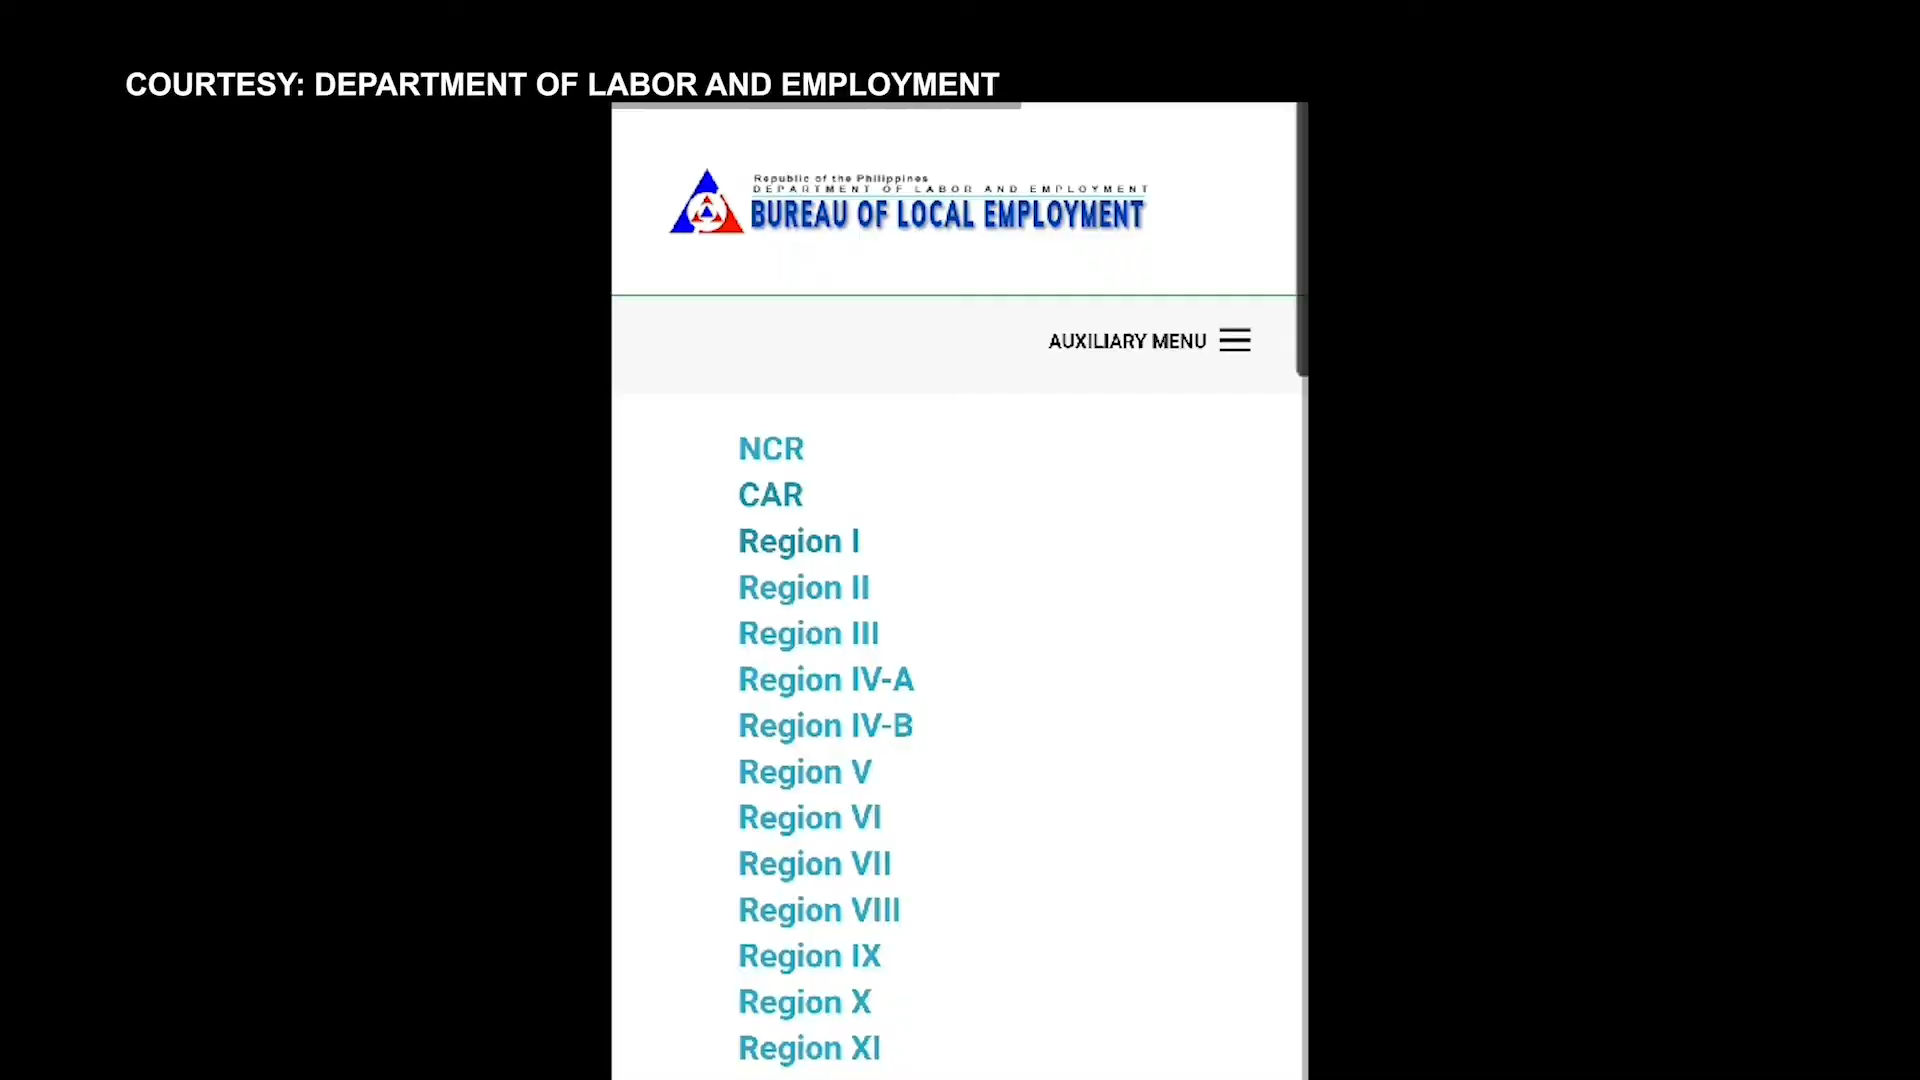 COURTESY: DEPARTMENT OF LABOR AND EMPLOYMENT
Republic of the Philippines
DEPARTMENT OF LABOR AND EMPLOYMENT
BUREAU OF LOCAL EMPLOYMENT
AUXILIARY MENU
NCR
CAR
Region I
Region II
Region III
Region IV-A
Region IV-B
Region V
Region VI
Region VII
Region VIII
Region IX
Region X
Region XI